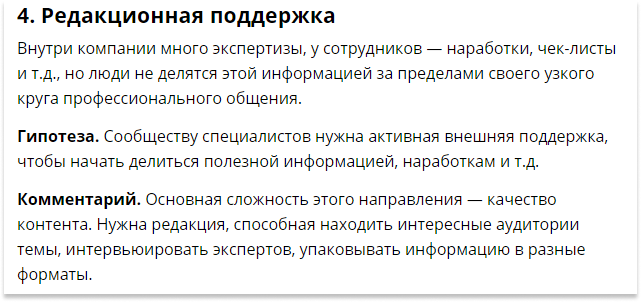 4. Редакционная поддержка
Внутри компании много экспертизы, у сотрудников — наработки, чек-листы
и т.д., но люди не делятся этой информацией за пределами своего узкого
круга профессионального общения.
Гипотеза. Сообществу специалистов нужна активная внешняя поддержка,
чтобы начать делиться полезной информацией, наработкам и т.д.
Комментарий. Основная сложность этого направления — качество
контента. Нужна редакция, способная находить интересные аудитории
темы, интервьюировать экспертов, упаковывать информацию в разные
форматы.